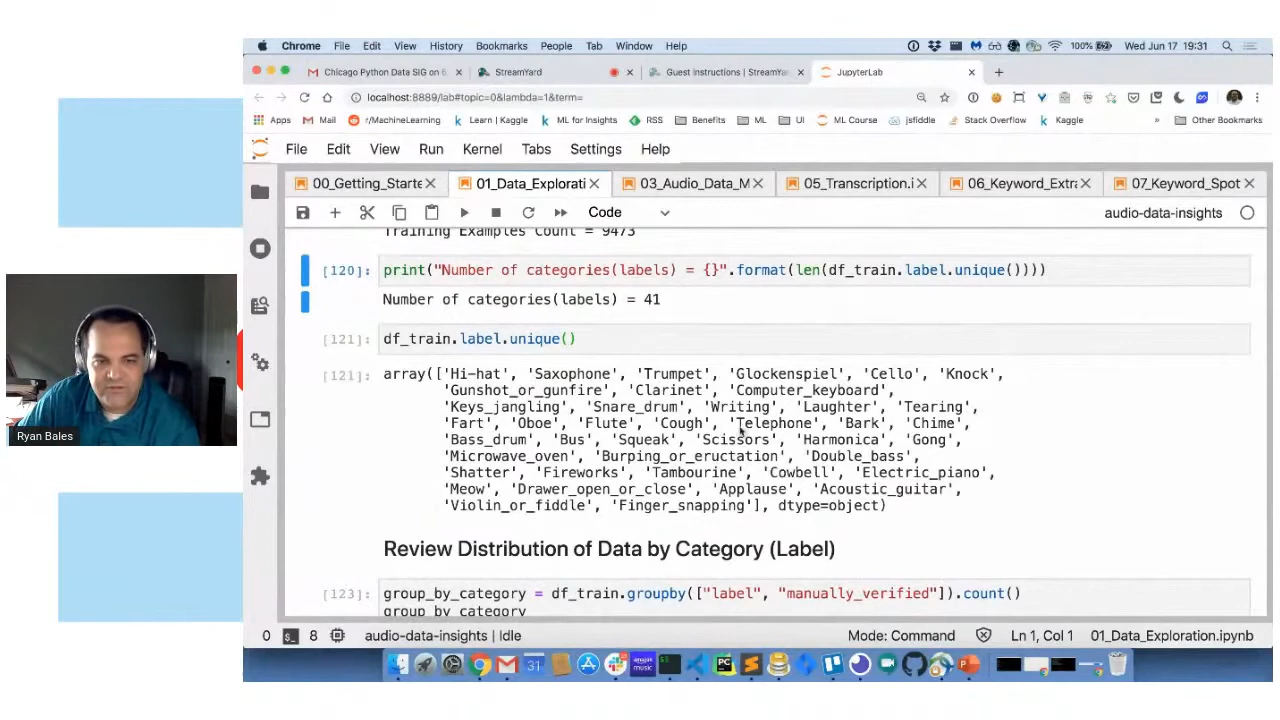 Chrome File Edit View History Bookmarks People Tab Window Help 100% Wed Jun 17 19:31
Chicago Python Data SIG on 6. StreamYard Guest Instructions | StreamYa JupyterLab
localhost:8889/lab#topic=0&lambda=1&term=
Apps Mail r/MachineLearning Learn | Kaggle ML for Insights RSS Benefits ML UI ML Course jsfiddle Stack Overflow Kaggle » Other Bookmarks
File Edit View Run Kernel Tabs Settings Help
00_Getting_Starte 01_Data_Explorati 03_Audio_Data_M 05_Transcription.i 06_Keyword_Extra 07_Keyword_Spot
Code audio-data-insights
Training Examples Count = 9473
[120]: print("Number of categories(labels) = {}".format(len(df_train.label.unique())))
Number of categories(labels) = 41
[121]: df_train.label.unique()
[121]: array(['Hi-hat', 'Saxophone', 'Trumpet', 'Glockenspiel', 'Cello', 'Knock',
'Gunshot_or_gunfire', 'Clarinet', 'Computer_keyboard',
'Keys_jangling', 'Snare_drum', 'Writing', 'Laughter', 'Tearing',
'Fart', 'Oboe', 'Flute', 'Cough', 'Telephone', 'Bark', 'Chime',
'Bass_drum', 'Bus', 'Squeak', 'Scissors', 'Harmonica', 'Gong',
'Microwave_oven', 'Burping_or_eructation', 'Double_bass',
'Shatter', 'Fireworks', 'Tambourine', 'Cowbell', 'Electric_piano',
'Meow', 'Drawer_open_or_close', 'Applause', 'Acoustic_guitar',
'Violin_or_fiddle', 'Finger_snapping'], dtype=object)
Ryan Bales
Review Distribution of Data by Category (Label)
[123]: group_by_category = df_train.groupby(["label", "manually_verified"]).count()
group_by_category
0 8 audio-data-insights | Idle Mode: Command Ln 1, Col 1 01_Data_Exploration.ipynb